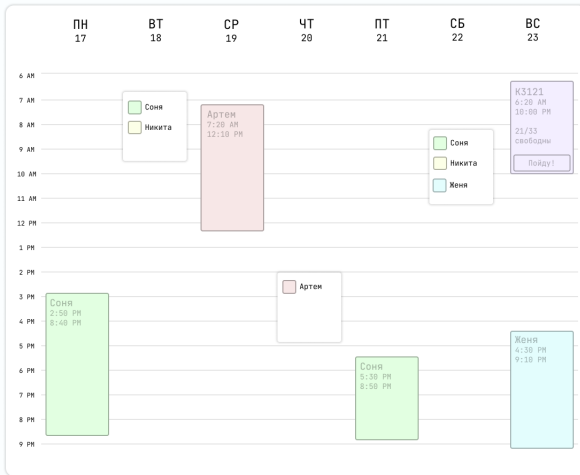 ПН ВТ СР ЧТ ПТ СБ ВС
17 18 19 20 21 22 23
6 AM
7 AM
8 AM
9 AM
10 AM
11 AM
12 PM
1 PM
2 PM
3 PM
4 PM
5 PM
6 PM
7 PM
8 PM
9 PM
Соня
2:50 PM
8:40 PM
Соня
Никита
Артем
7:20 AM
12:10 PM
Артем
Соня
5:30 PM
8:50 PM
Соня
Никита
Женя
K3121
6:20 AM
10:00 PM
21/33
свободны
Пойду!
Женя
4:30 PM
9:10 PM